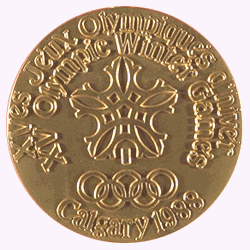 XVes Jeux Olympiques d'hiver
XV Olympic Winter Games
Calgary 1988